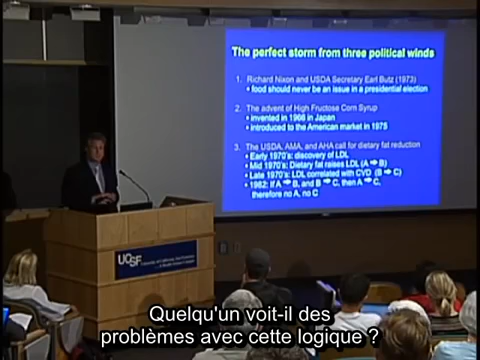 The perfect storm from three political winds
1. Richard Nixon and USDA Secretary Earl Butz (1973)
• food should never be an issue in a presidential election
2. The advent of High Fructose Corn Syrup
• invented in 1966 in Japan
• introduced to the American market in 1975
3. The USDA, AMA, and AHA call for dietary fat reduction
• Early 1970's: discovery of LDL
• Mid 1970's: Dietary fat raises LDL (A → B)
• Late 1970's: LDL correlated with CVD (B → C)
• 1982: If A → B, and B → C, then A → C,
therefore no A, no C
UCSF
Quelqu'un voit-il des
problèmes avec cette logique ?